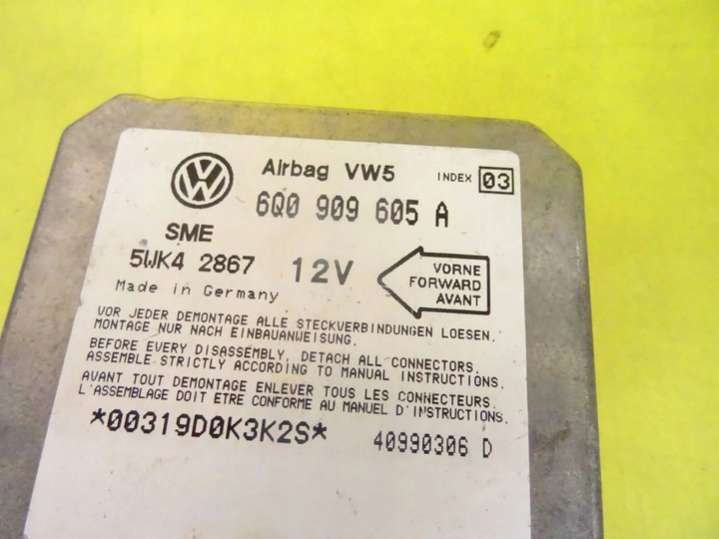 Airbag VW5 INDEX 03
6Q0 909 605 A
SME
5WK4 2867 12V
Made in Germany
VORNE
FORWARD
AVANT
VOR JEDER DEMONTAGE ALLE STECKVERBINDUNGEN LOESEN.
MONTAGE NUR NACH EINBAUANWEISUNG.
BEFORE EVERY DISASSEMBLY, DETACH ALL CONNECTORS.
ASSEMBLE STRICTLY ACCORDING TO MANUAL INSTRUCTIONS.
AVANT TOUT DEMONTAGE ENLEVER TOUS LES CONNECTEURS.
L'ASSEMBLAGE DOIT ETRE CONFORME AU MANUEL D'INSTRUCTIONS.
*00319D0K3K2S* 40990306 D